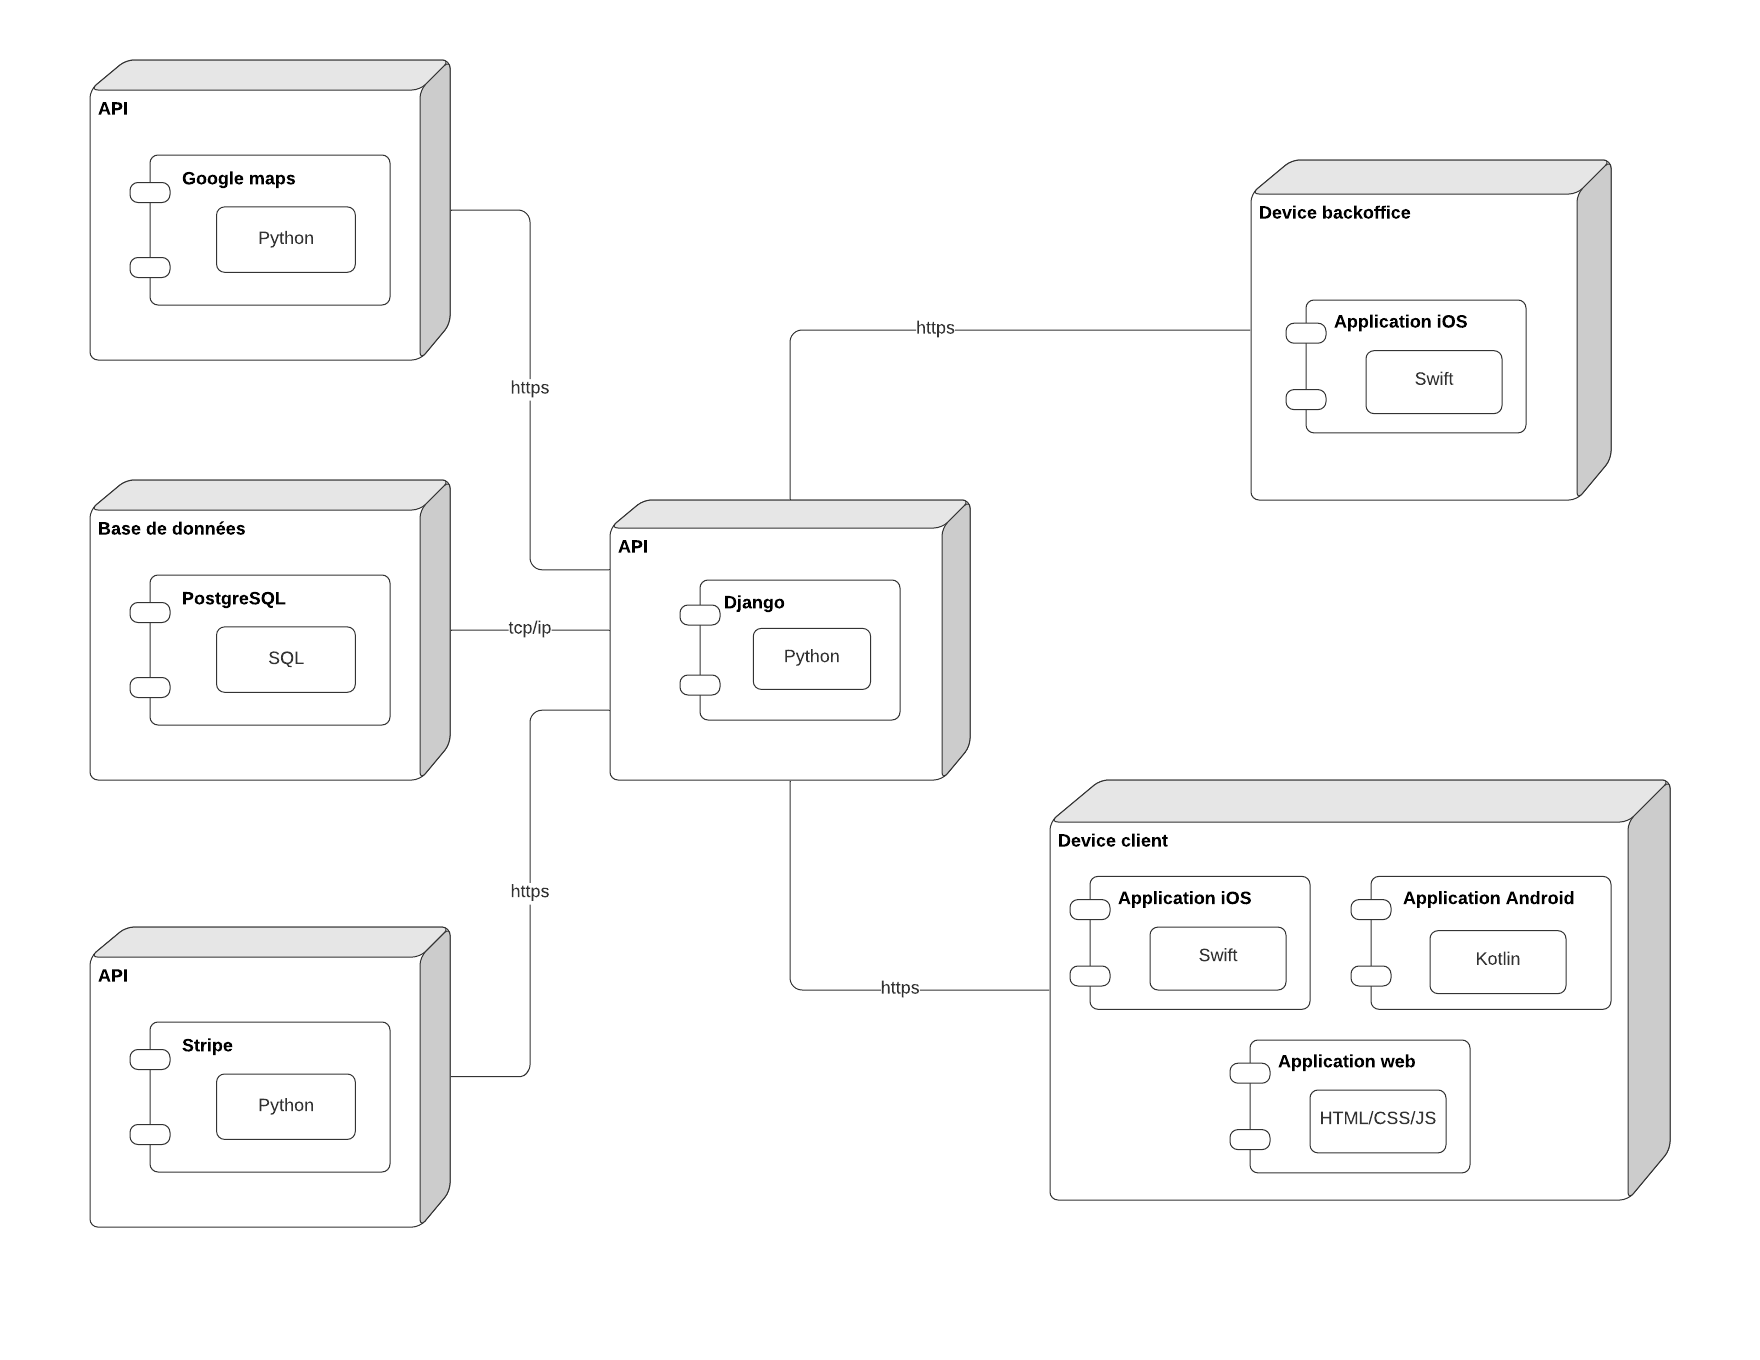 API
Google maps
Python
https
Base de données
PostgreSQL
SQL
tcp/ip
API
Stripe
Python
https
API
Django
Python
https
Device backoffice
Application iOS
Swift
https
Device client
Application iOS
Swift
Application Android
Kotlin
Application web
HTML/CSS/JS